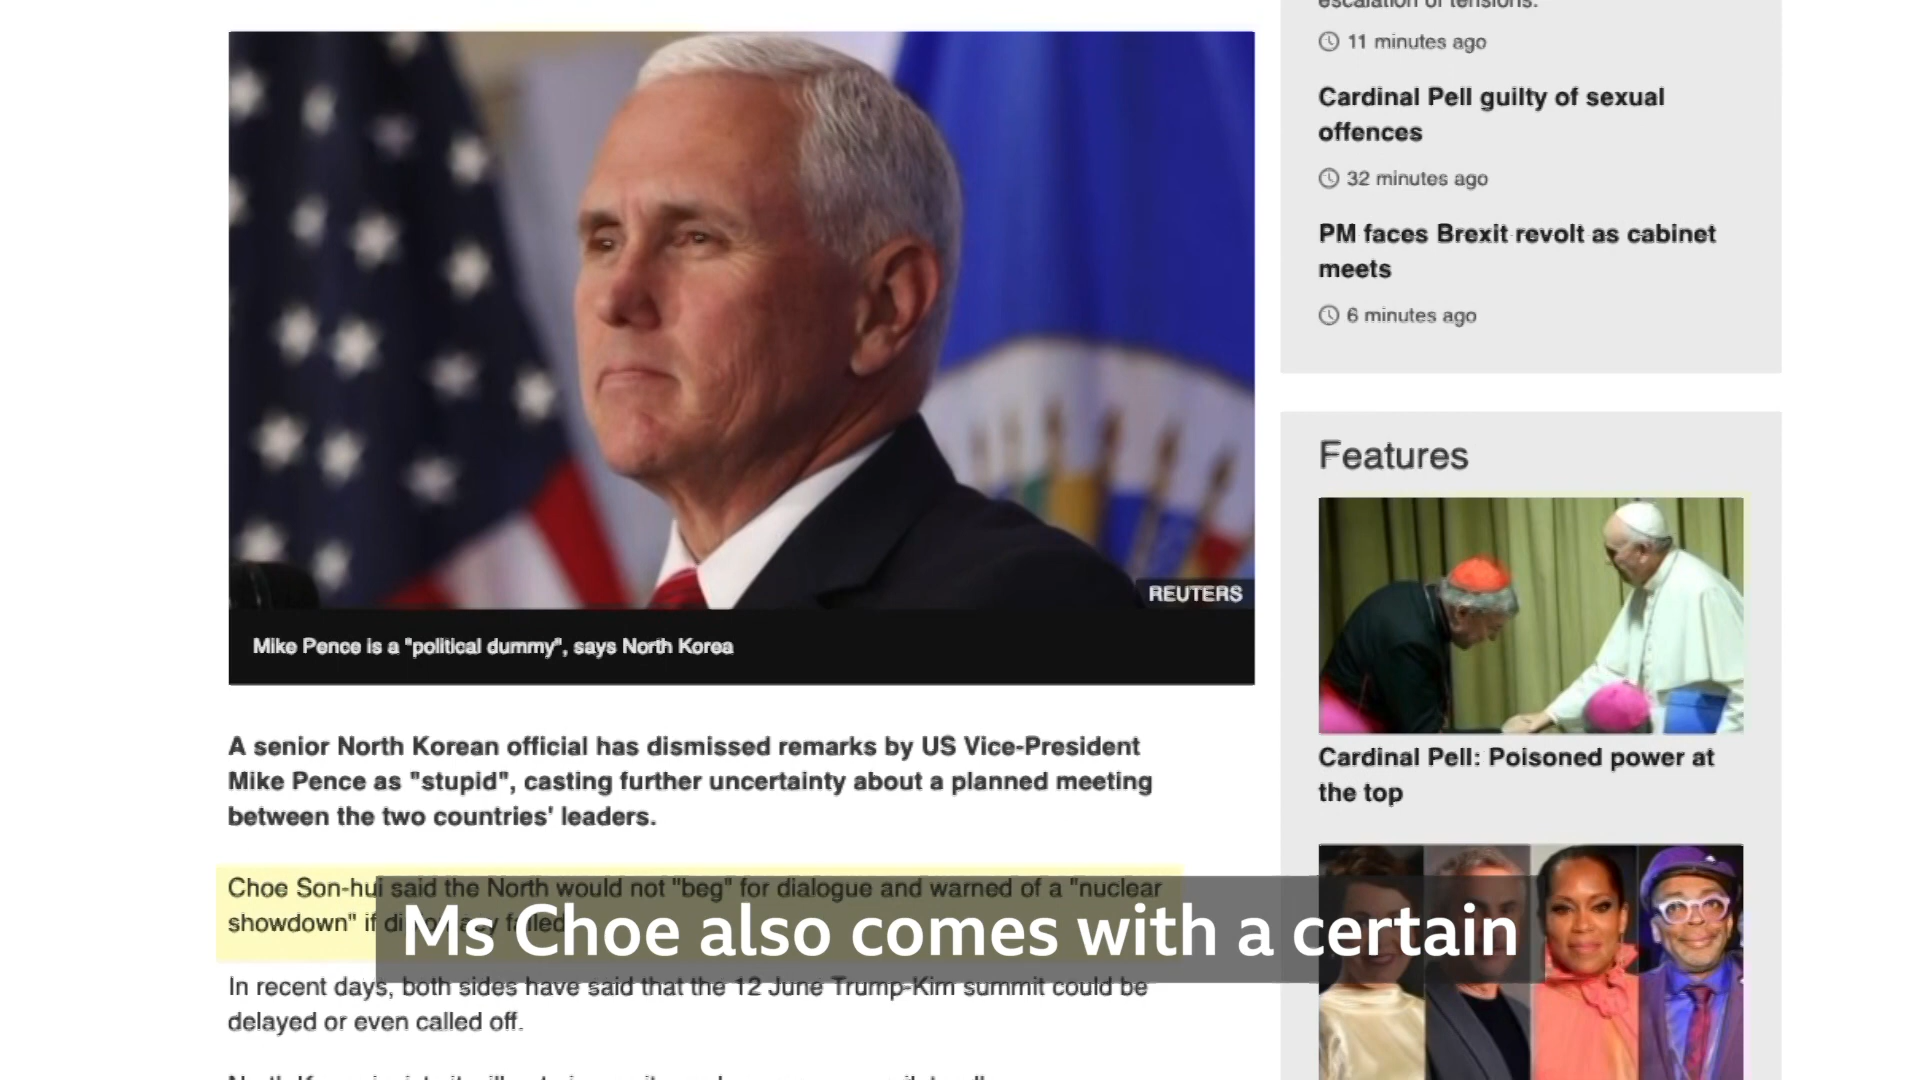 escalation of tensions.
11 minutes ago
Cardinal Pell guilty of sexual
offences
32 minutes ago
PM faces Brexit revolt as cabinet
meets
6 minutes ago
REUTERS
Mike Pence is a "political dummy", says North Korea
A senior North Korean official has dismissed remarks by US Vice-President
Mike Pence as "stupid", casting further uncertainty about a planned meeting
between the two countries' leaders.
Choe Son-hui said the North would not "beg" for dialogue and warned of a "nuclear
showdown" if
In recent days, both sides have said that the 12 June Trump-Kim summit could be
delayed or even called off.
Features
Cardinal Pell: Poisoned power at
the top
Ms Choe also comes with a certain